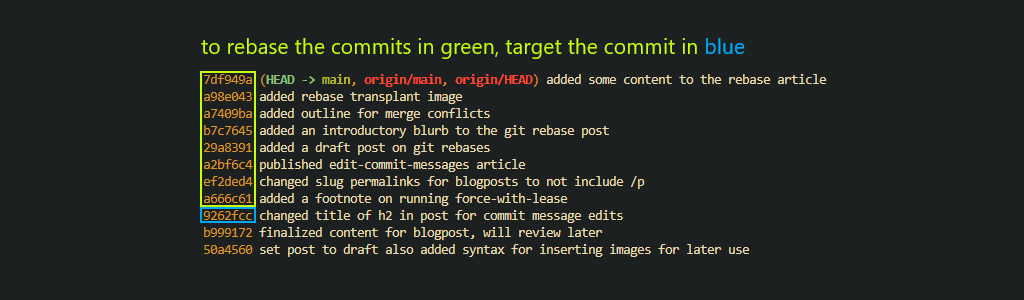 to rebase the commits in green, target the commit in blue
7df949a (HEAD -> main, origin/main, origin/HEAD) added some content to the rebase article
a98e043 added rebase transplant image
a7409ba added outline for merge conflicts
b7c7645 added an introductory blurb to the git rebase post
29a8391 added a draft post on git rebases
a2bf6c4 published edit-commit-messages article
ef2ded4 changed slug permalinks for blogposts to not include /p
a666c61 added a footnote on running force-with-lease
9262fcc changed title of h2 in post for commit message edits
b999172 finalized content for blogpost, will review later
50a4560 set post to draft also added syntax for inserting images for later use